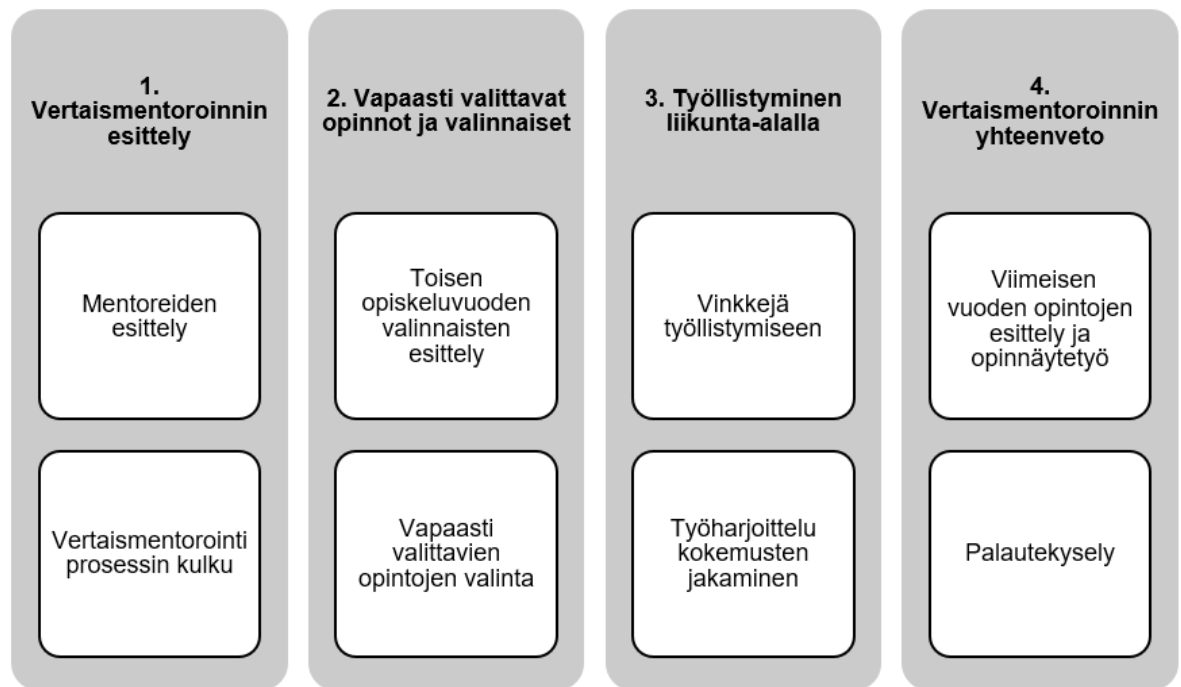 1.
Vertaismentoroinnin
esittely
Mentoreiden
esittely
Vertaismentorointi
prosessin kulku
2. Vapaasti valittavat
opinnot ja valinnaiset
Toisen
opiskeluvuoden
valinnaisten
esittely
Vapaasti
valittavien
opintojen valinta
3. Työllistyminen
liikunta-alalla
Vinkkejä
työllistymiseen
Työharjoittelu
kokemusten
jakaminen
4.
Vertaismentoroinnin
yhteenveto
Viimeisen
vuoden opintojen
esittely ja
opinnäytetyö
Palautekysely